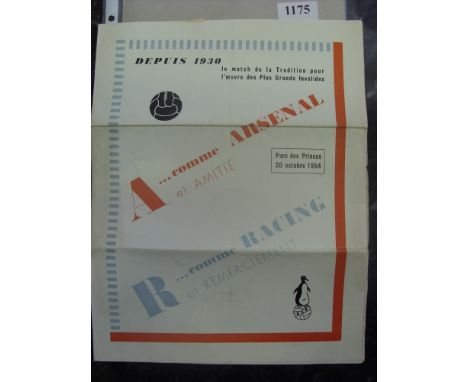 1175
DEPUIS 1930
le match de la Tradition pour
l'œuvre des Plus Grands Invalides
A...comme ARSENAL
et AMITIÉ
Parc des Princes
20 octobre 1954
R...comme RACING
et REMERCIEMENT